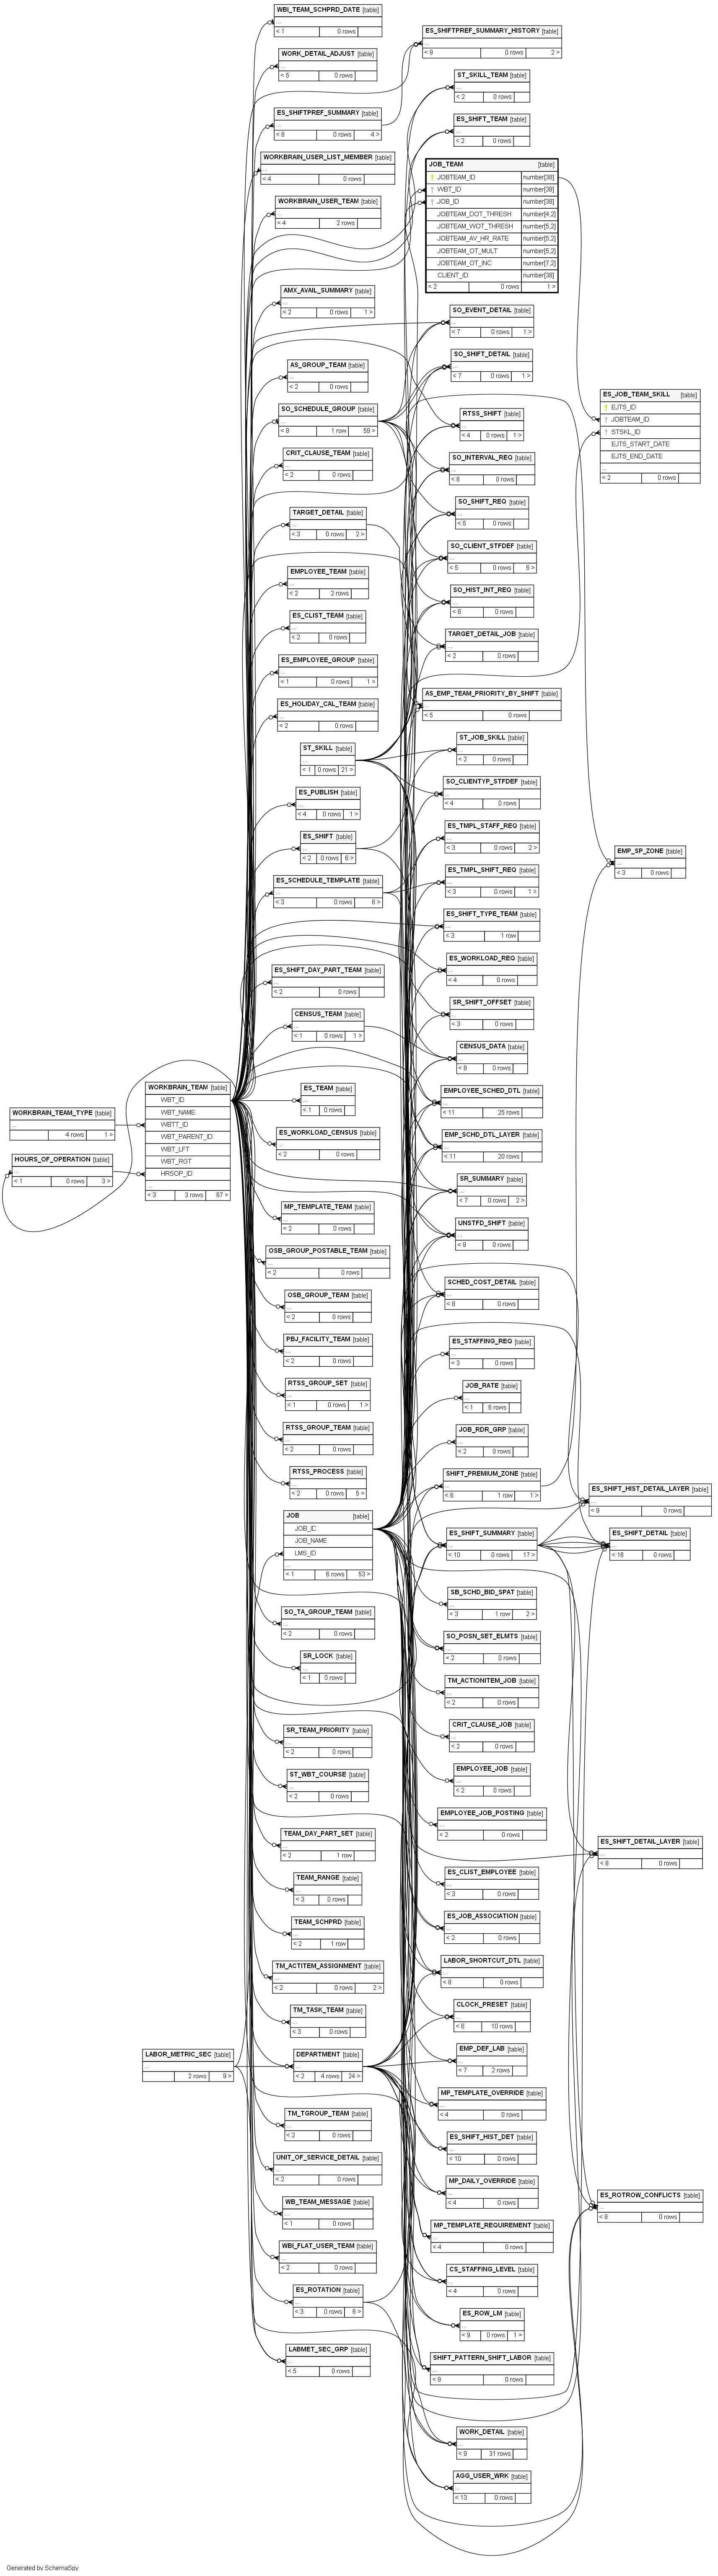 WBI_TEAM_SCHPRD_DATE [table]
...
< 1 0 rows
WORK_DETAIL_ADJUST [table]
...
< 5 0 rows
ES_SHIFTPREF_SUMMARY [table]
...
< 8 0 rows 4 >
WORKBRAIN_USER_LIST_MEMBER [table]
...
< 4 0 rows
WORKBRAIN_USER_TEAM [table]
...
< 4 2 rows
AMX_AVAIL_SUMMARY [table]
...
< 2 0 rows 1 >
AS_GROUP_TEAM [table]
...
< 2 0 rows
SO_SCHEDULE_GROUP [table]
...
< 8 1 row 59 >
CRIT_CLAUSE_TEAM [table]
...
< 2 0 rows
TARGET_DETAIL [table]
...
< 3 0 rows 2 >
EMPLOYEE_TEAM [table]
...
< 2 2 rows
ES_CLIST_TEAM [table]
...
< 2 0 rows
ES_EMPLOYEE_GROUP [table]
...
< 1 0 rows 1 >
ES_HOLIDAY_CAL_TEAM [table]
...
< 2 0 rows
ST_SKILL [table]
...
< 1 0 rows 21 >
ES_PUBLISH [table]
...
< 4 0 rows 1 >
ES_SHIFT [table]
...
< 2 0 rows 6 >
ES_SCHEDULE_TEMPLATE [table]
...
< 3 0 rows 6 >
ES_SHIFT_DAY_PART_TEAM [table]
...
< 2 0 rows
CENSUS_TEAM [table]
...
< 1 0 rows 1 >
WORKBRAIN_TEAM [table]
WBT_ID
WBT_NAME
WBTT_ID
WBT_PARENT_ID
WBT_LFT
WBT_RGT
HRSOP_ID
...
< 3 3 rows 67 >
WORKBRAIN_TEAM_TYPE [table]
...
4 rows 1 >
HOURS_OF_OPERATION [table]
...
< 1 0 rows 3 >
ES_TEAM [table]
...
< 1 0 rows
ES_WORKLOAD_CENSUS [table]
...
< 2 0 rows
MP_TEMPLATE_TEAM [table]
...
< 2 0 rows
OSB_GROUP_POSTABLE_TEAM [table]
...
< 2 0 rows
OSB_GROUP_TEAM [table]
...
< 2 0 rows
PBJ_FACILITY_TEAM [table]
...
< 2 0 rows
RTSS_GROUP_SET [table]
...
< 1 0 rows 1 >
RTSS_GROUP_TEAM [table]
...
< 2 0 rows
RTSS_PROCESS [table]
...
< 2 0 rows 5 >
JOB [table]
JOB_ID
JOB_NAME
LMS_ID
...
< 1 6 rows 53 >
SO_TA_GROUP_TEAM [table]
...
< 2 0 rows
SR_LOCK [table]
...
< 1 0 rows
SR_TEAM_PRIORITY [table]
...
< 2 0 rows
ST_WBT_COURSE [table]
...
< 2 0 rows
TEAM_DAY_PART_SET [table]
...
< 2 1 row
TEAM_RANGE [table]
...
< 3 0 rows
TEAM_SCHPRD [table]
...
< 2 1 row
TM_ACTITEM_ASSIGNMENT [table]
...
< 2 0 rows 2 >
TM_TASK_TEAM [table]
...
< 3 0 rows
LABOR_METRIC_SEC [table]
...
2 rows 9 >
DEPARTMENT [table]
...
< 2 4 rows 24 >
TM_TGROUP_TEAM [table]
...
< 2 0 rows
UNIT_OF_SERVICE_DETAIL [table]
...
< 2 0 rows
WB_TEAM_MESSAGE [table]
...
< 1 0 rows
WBI_FLAT_USER_TEAM [table]
...
< 2 0 rows
ES_ROTATION [table]
...
< 3 0 rows 6 >
LABMET_SEC_GRP [table]
...
< 5 0 rows
ES_SHIFTPREF_SUMMARY_HISTORY [table]
...
< 9 0 rows 2 >
ST_SKILL_TEAM [table]
...
< 2 0 rows
ES_SHIFT_TEAM [table]
...
< 2 0 rows
JOB_TEAM [table]
JOBTEAM_ID number[38]
WBT_ID number[38]
JOB_ID number[38]
JOBTEAM_DOT_THRESH number[4,2]
JOBTEAM_WOT_THRESH number[5,2]
JOBTEAM_AV_HR_RATE number[5,2]
JOBTEAM_OT_MULT number[5,2]
JOBTEAM_OT_INC number[7,2]
CLIENT_ID number[38]
< 2 0 rows 1 >
SO_EVENT_DETAIL [table]
...
< 7 0 rows 1 >
SO_SHIFT_DETAIL [table]
...
< 7 0 rows 1 >
RTSS_SHIFT [table]
...
< 4 0 rows 1 >
SO_INTERVAL_REQ [table]
...
< 6 0 rows
SO_SHIFT_REQ [table]
...
< 5 0 rows
SO_CLIENT_STFDEF [table]
...
< 5 0 rows 6 >
SO_HIST_INT_REQ [table]
...
< 6 0 rows
TARGET_DETAIL_JOB [table]
...
< 2 0 rows
AS_EMP_TEAM_PRIORITY_BY_SHIFT [table]
...
< 5 0 rows
ST_JOB_SKILL [table]
...
< 2 0 rows
SO_CLIENTYP_STFDEF [table]
...
< 4 0 rows
ES_TMPL_STAFF_REQ [table]
...
< 3 0 rows 2 >
ES_TMPL_SHIFT_REQ [table]
...
< 3 0 rows 1 >
ES_SHIFT_TYPE_TEAM [table]
...
< 3 1 row
ES_WORKLOAD_REQ [table]
...
< 4 0 rows
SR_SHIFT_OFFSET [table]
...
< 3 0 rows
CENSUS_DATA [table]
...
< 8 0 rows
EMPLOYEE_SCHED_DTL [table]
...
< 11 25 rows
EMP_SCHD_DTL_LAYER [table]
...
< 11 20 rows
SR_SUMMARY [table]
...
< 7 0 rows 2 >
UNSTFD_SHIFT [table]
...
< 9 0 rows
SCHED_COST_DETAIL [table]
...
< 8 0 rows
ES_STAFFING_REQ [table]
...
< 3 0 rows
JOB_RATE [table]
...
< 1 6 rows
JOB_RDR_GRP [table]
...
< 2 0 rows
SHIFT_PREMIUM_ZONE [table]
...
< 6 1 row 1 >
ES_SHIFT_SUMMARY [table]
...
< 10 0 rows 17 >
SB_SCHD_BID_SPAT [table]
...
< 3 1 row 2 >
SO_POSN_SET_ELMTS [table]
...
< 2 0 rows
TM_ACTIONITEM_JOB [table]
...
< 2 0 rows
CRIT_CLAUSE_JOB [table]
...
< 2 0 rows
EMPLOYEE_JOB [table]
...
< 2 0 rows
EMPLOYEE_JOB_POSTING [table]
...
< 2 0 rows
ES_CLIST_EMPLOYEE [table]
...
< 3 0 rows
ES_JOB_ASSOCIATION [table]
...
< 2 0 rows
LABOR_SHORTCUT_DTL [table]
...
< 8 0 rows
CLOCK_PRESET [table]
...
< 6 10 rows
EMP_DEF_LAB [table]
...
< 7 2 rows
MP_TEMPLATE_OVERRIDE [table]
...
< 4 0 rows
ES_SHIFT_HIST_DET [table]
...
< 10 0 rows
MP_DAILY_OVERRIDE [table]
...
< 4 0 rows
MP_TEMPLATE_REQUIREMENT [table]
...
< 4 0 rows
CS_STAFFING_LEVEL [table]
...
< 4 0 rows
ES_ROW_LM [table]
...
< 9 0 rows 1 >
SHIFT_PATTERN_SHIFT_LABOR [table]
...
< 9 0 rows
WORK_DETAIL [table]
...
< 9 31 rows
AGG_USER_WRK [table]
...
< 13 0 rows
ES_JOB_TEAM_SKILL [table]
EJTS_ID
JOBTEAM_ID
STSKL_ID
EJTS_START_DATE
EJTS_END_DATE
...
< 2 0 rows
EMP_SP_ZONE [table]
...
< 3 0 rows
ES_SHIFT_HIST_DETAIL_LAYER [table]
...
< 9 0 rows
ES_SHIFT_DETAIL [table]
...
< 16 0 rows
ES_SHIFT_DETAIL_LAYER [table]
...
< 8 0 rows
ES_ROTROW_CONFLICTS [table]
...
< 8 0 rows
Generated by SchemaSpy